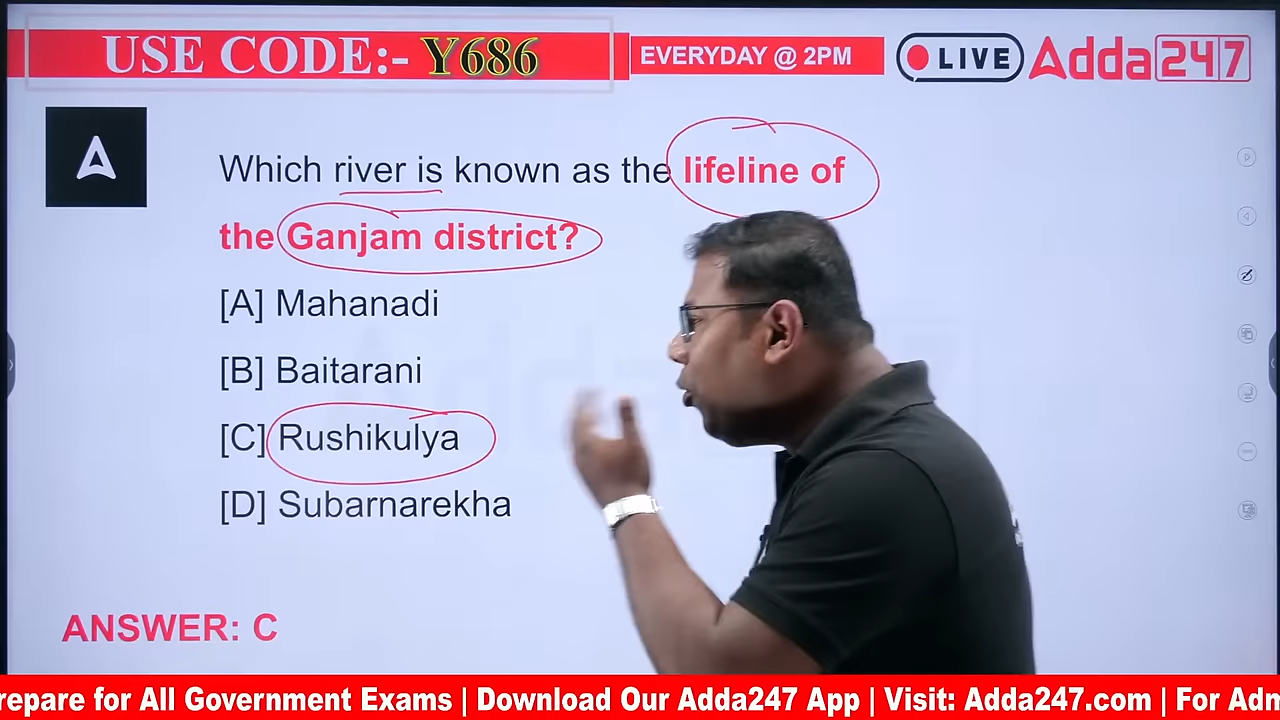 USE CODE:- Y686
EVERYDAY @ 2PM
LIVE
Adda247
Which river is known as the lifeline of
the Ganjam district?
[A] Mahanadi
[B] Baitarani
[C] Rushikulya
[D] Subarnarekha
ANSWER: C
repare for All Government Exams | Download Our Adda247 App | Visit: Adda247.com | For Adn